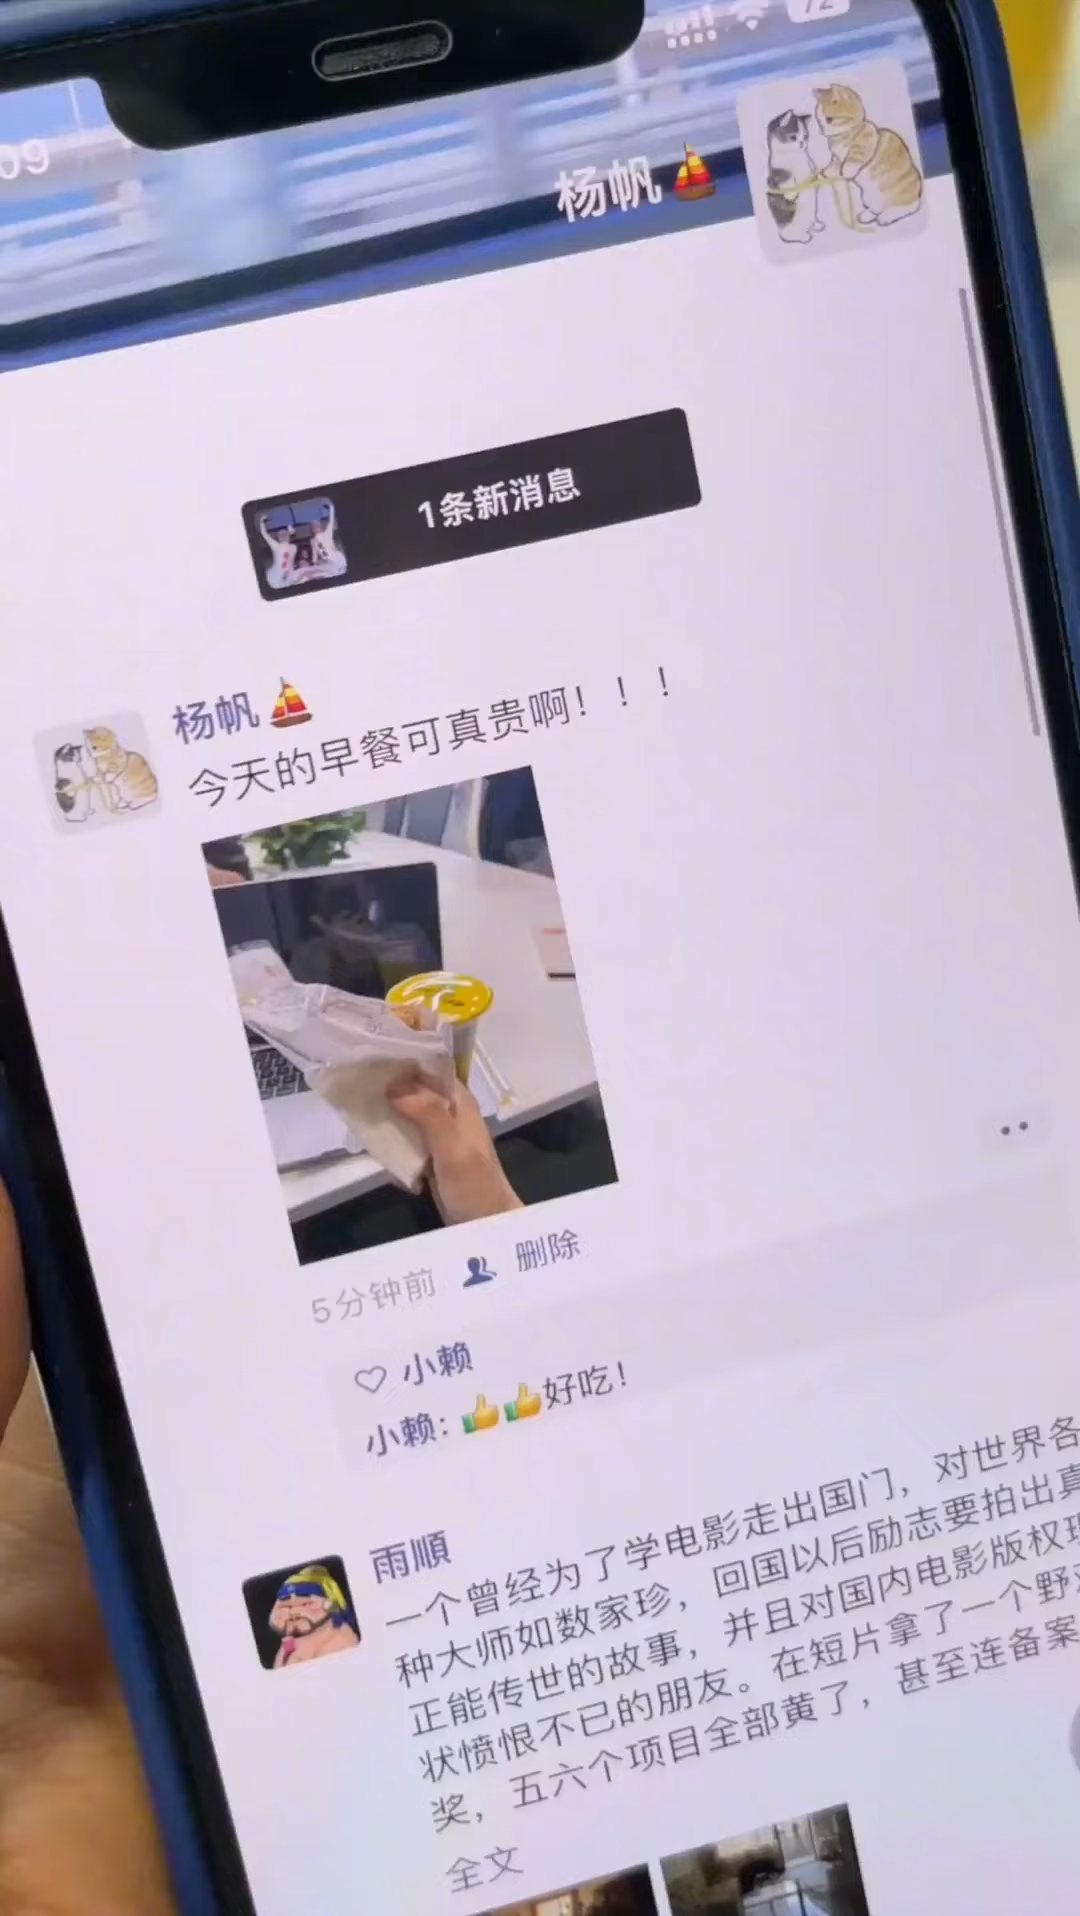 09
72
杨帆
1条新消息
杨帆
今天的早餐可真贵啊！！！
5分钟前 删除
小赖
小赖：好吃！
雨順
一个曾经为了学电影走出国门，对世界各
种大师如数家珍，回国以后励志要拍出真
正能传世的故事，并且对国内电影版权现
状愤恨不已的朋友。在短片拿了一个野鸡
奖，五六个项目全部黄了，甚至连备案
全文